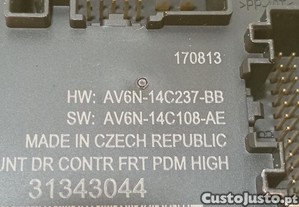 170813
HW: AV6N-14C237-BB
SW: AV6N-14C108-AE
MADE IN CZECH REPUBLIC
UNT DR CONTR FRT PDM HIGH
31343044
CustoJusto.pt